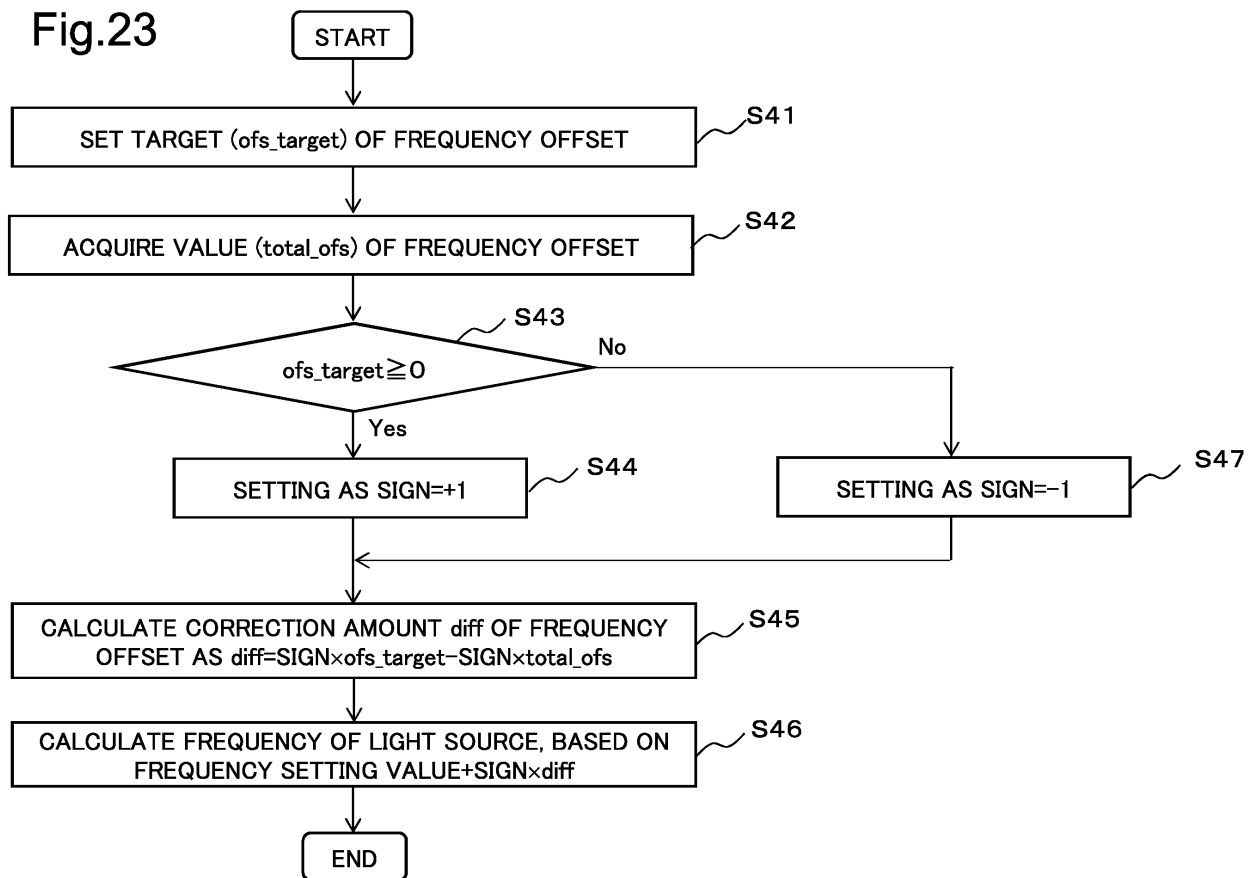 Fig.23
START
SET TARGET (ofs_target) OF FREQUENCY OFFSET
S41
ACQUIRE VALUE (total_ofs) OF FREQUENCY OFFSET
S42
S43
ofs_target≧0
No
Yes
SETTING AS SIGN=+1
S44
SETTING AS SIGN=−1
S47
CALCULATE CORRECTION AMOUNT diff OF FREQUENCY
OFFSET AS diff=SIGN×ofs_target−SIGN×total_ofs
S45
CALCULATE FREQUENCY OF LIGHT SOURCE, BASED ON
FREQUENCY SETTING VALUE+SIGN×diff
S46
END